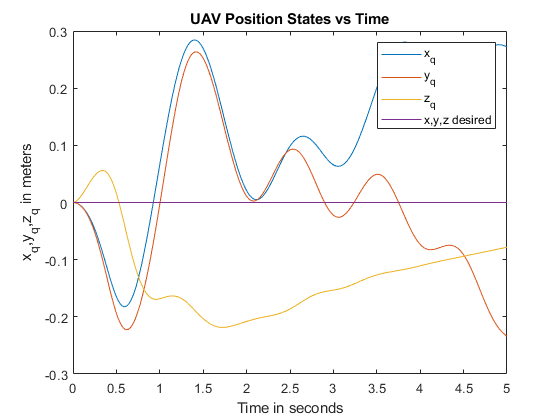 UAV Position States vs Time
x_q
y_q
z_q
x,y,z desired
0.3
0.2
0.1
0
-0.1
-0.2
-0.3
x_q,y_q,z_q in meters
0 0.5 1 1.5 2 2.5 3 3.5 4 4.5 5
Time in seconds